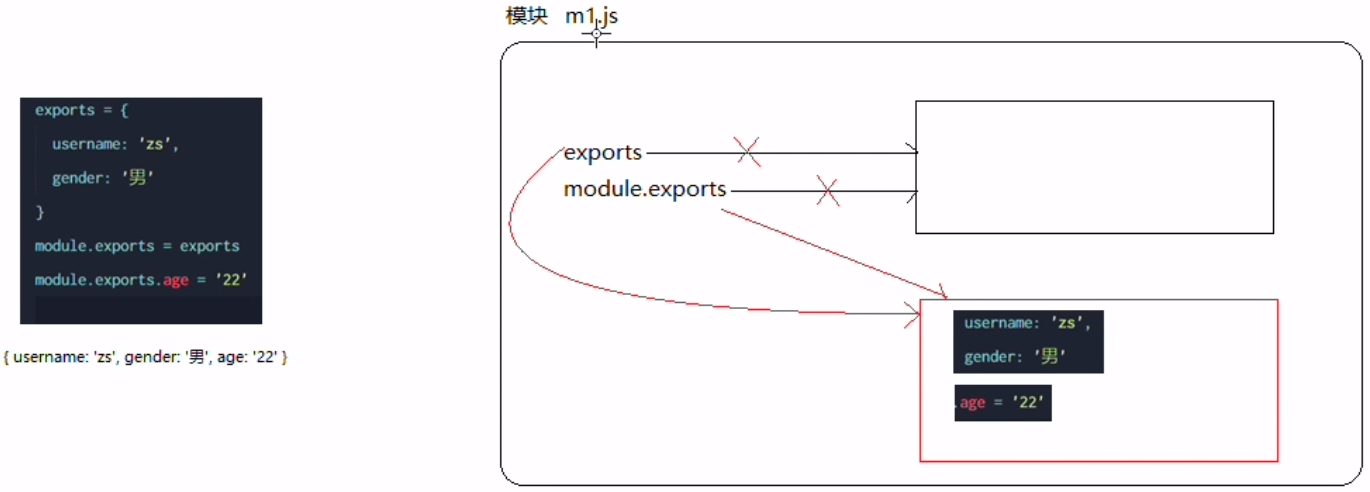 模块 m1.js
exports = {
username: 'zs',
gender: '男'
}
module.exports = exports
module.exports.age = '22'
{ username: 'zs', gender: '男', age: '22' }
exports
module.exports
username: 'zs',
gender: '男'
.age = '22'